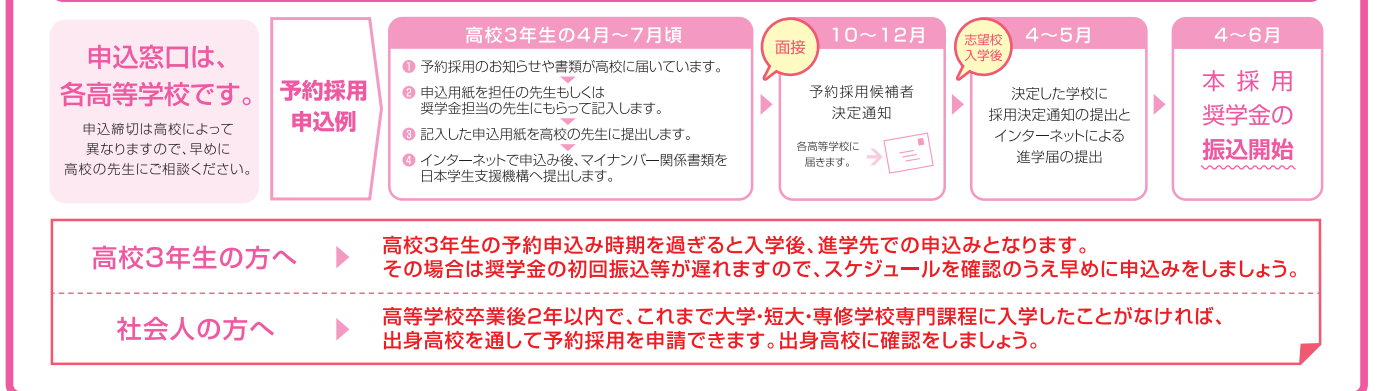 申込窓口は、
各高等学校です。
申込締切は高校によって
異なりますので、早めに
高校の先生にご相談ください。
予約採用
申込例
高校3年生の4月〜7月頃
❶ 予約採用のお知らせや書類が高校に届いています。
❷ 申込用紙を担任の先生もしくは
奨学金担当の先生にもらって記入します。
❸ 記入した申込用紙を高校の先生に提出します。
❹ インターネットで申込み後、マイナンバー関係書類を
日本学生支援機構へ提出します。
面接
10〜12月
予約採用候補者
決定通知
各高等学校に
届きます。
志望校
入学後
4〜5月
決定した学校に
採用決定通知の提出と
インターネットによる
進学届の提出
4〜6月
本採用
奨学金の
振込開始
高校3年生の方へ
高校3年生の予約申込み時期を過ぎると入学後、進学先での申込みとなります。
その場合は奨学金の初回振込等が遅れますので、スケジュールを確認のうえ早めに申込みをしましょう。
社会人の方へ
高等学校卒業後2年以内で、これまで大学・短大・専修学校専門課程に入学したことがなければ、
出身高校を通して予約採用を申請できます。出身高校に確認をしましょう。